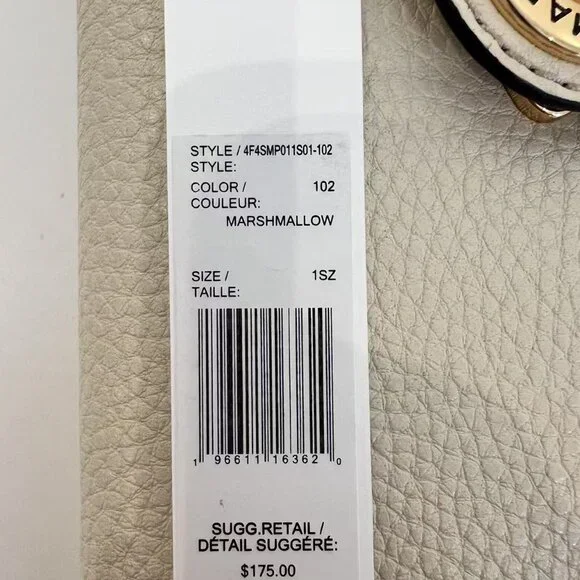 STYLE / 4F4SMP011S01-102
STYLE:
COLOR / 102
COULEUR:
MARSHMALLOW
SIZE / 1SZ
TAILLE:
1 96611 16362 0
SUGG.RETAIL /
DÉTAIL SUGGÉRÉ:
$175.00